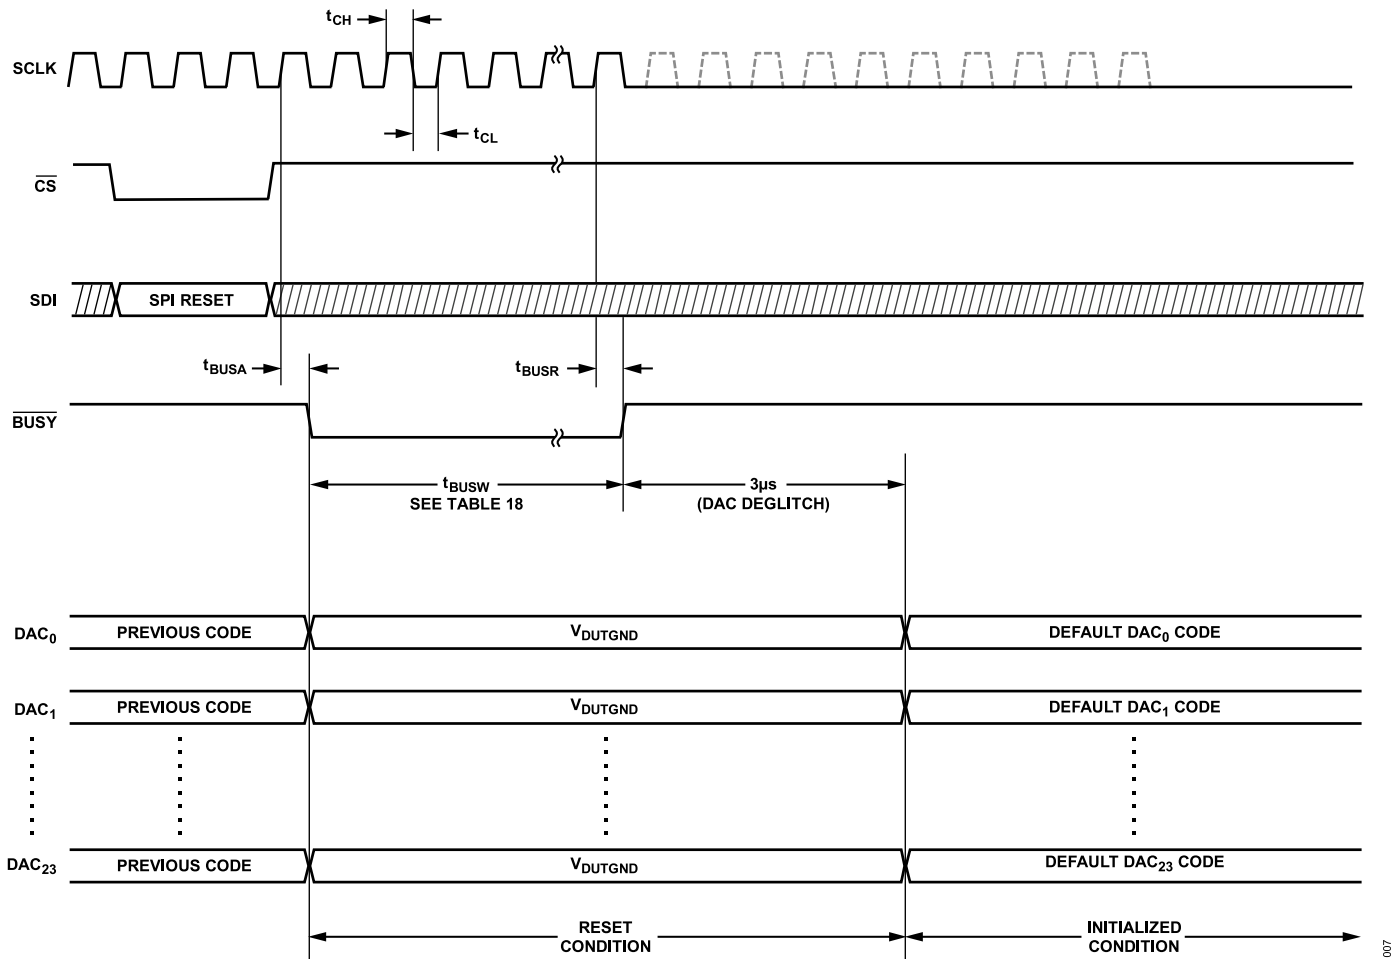 tCH
SCLK
tCL
CS
SDI SPI RESET
tBUSA tBUSR
BUSY
tBUSW 3µs
SEE TABLE 18 (DAC DEGLITCH)
DAC0 PREVIOUS CODE VDUTGND DEFAULT DAC0 CODE
DAC1 PREVIOUS CODE VDUTGND DEFAULT DAC1 CODE
DAC23 PREVIOUS CODE VDUTGND DEFAULT DAC23 CODE
RESET INITIALIZED
CONDITION CONDITION
007